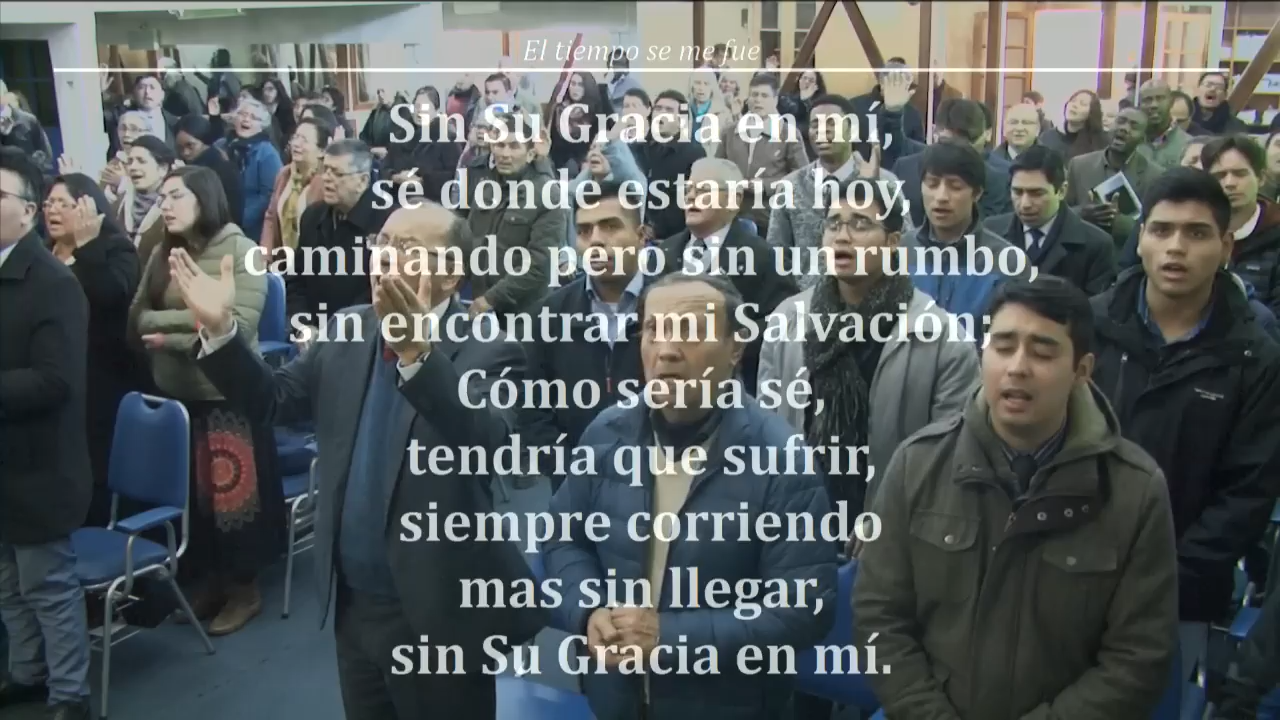 El tiempo se me fue
Sin Su Gracia en mí,
sé donde estaría hoy,
caminando pero sin un rumbo,
sin encontrar mi Salvación;
Cómo sería sé,
tendría que sufrir,
siempre corriendo
mas sin llegar,
sin Su Gracia en mí.